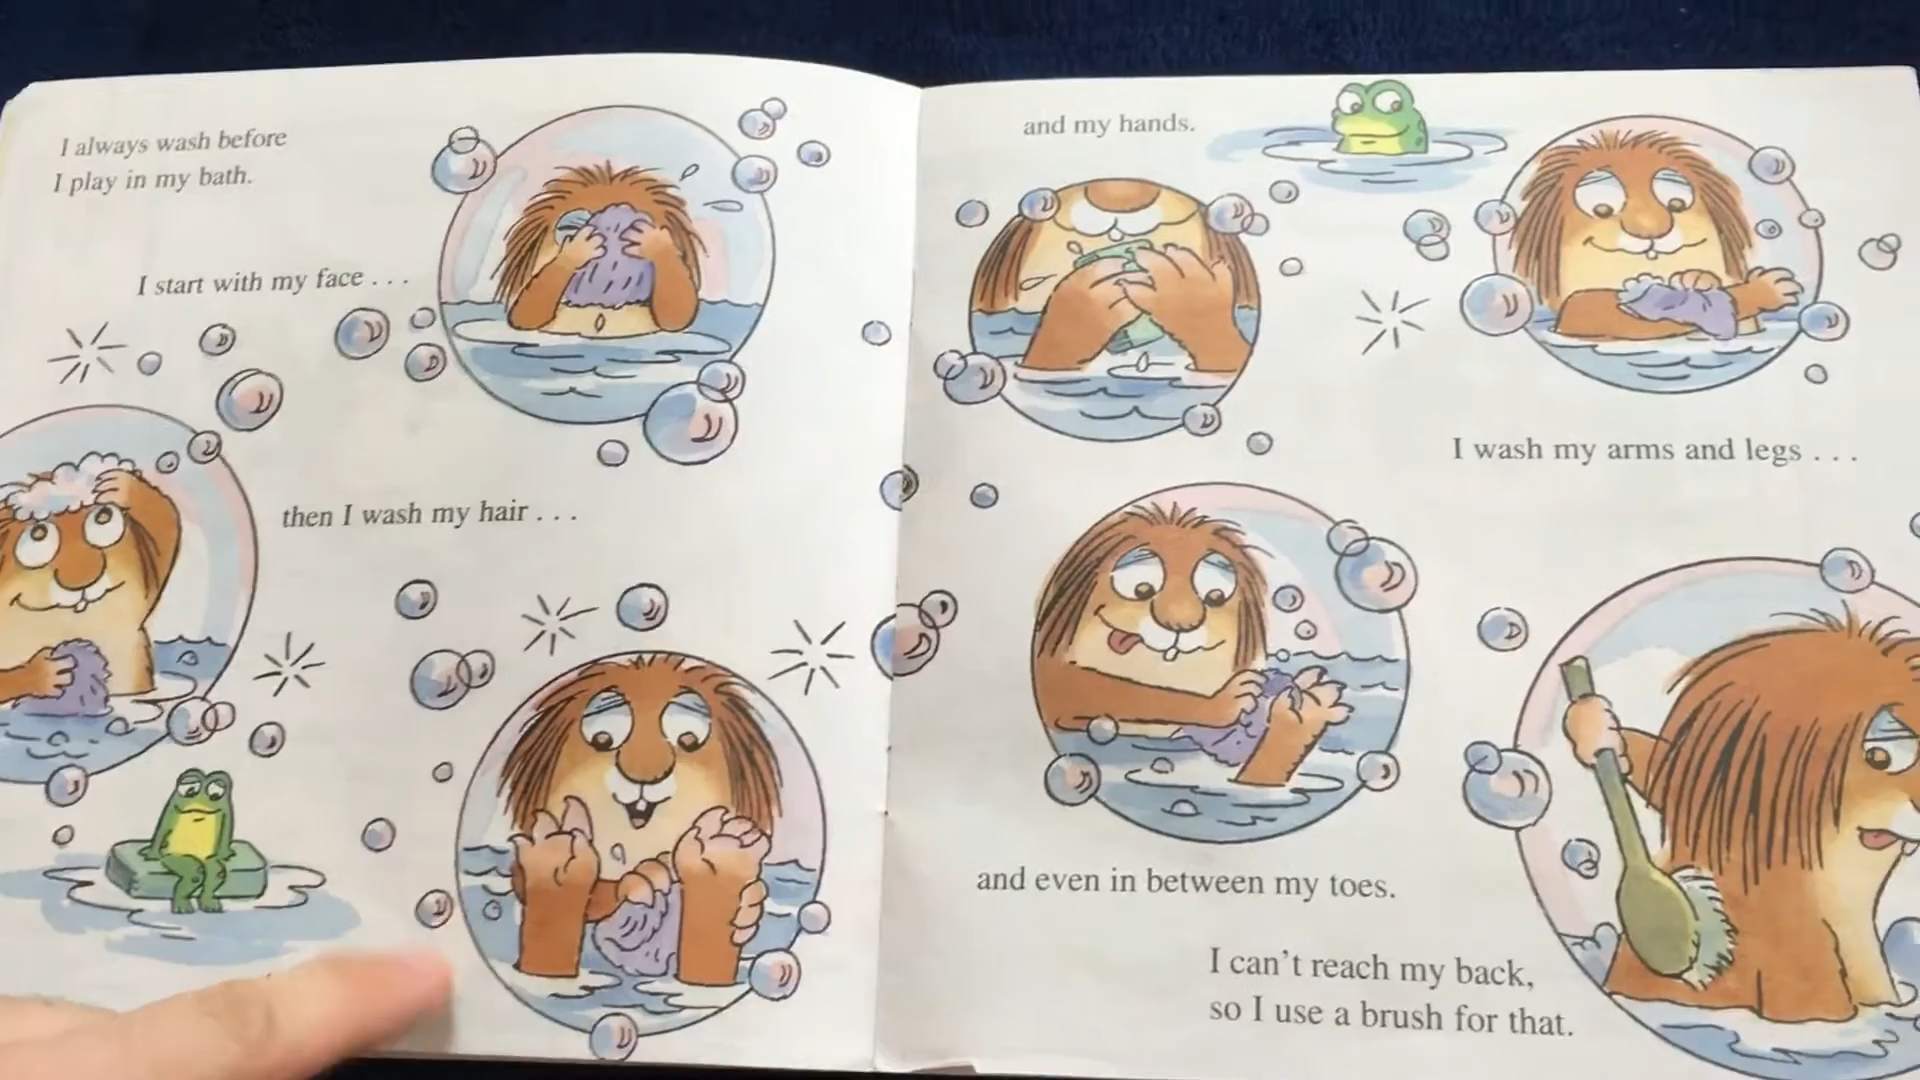 I always wash before
I play in my bath.
I start with my face . . .
then I wash my hair . . .
and my hands.
I wash my arms and legs . . .
and even in between my toes.
I can't reach my back,
so I use a brush for that.